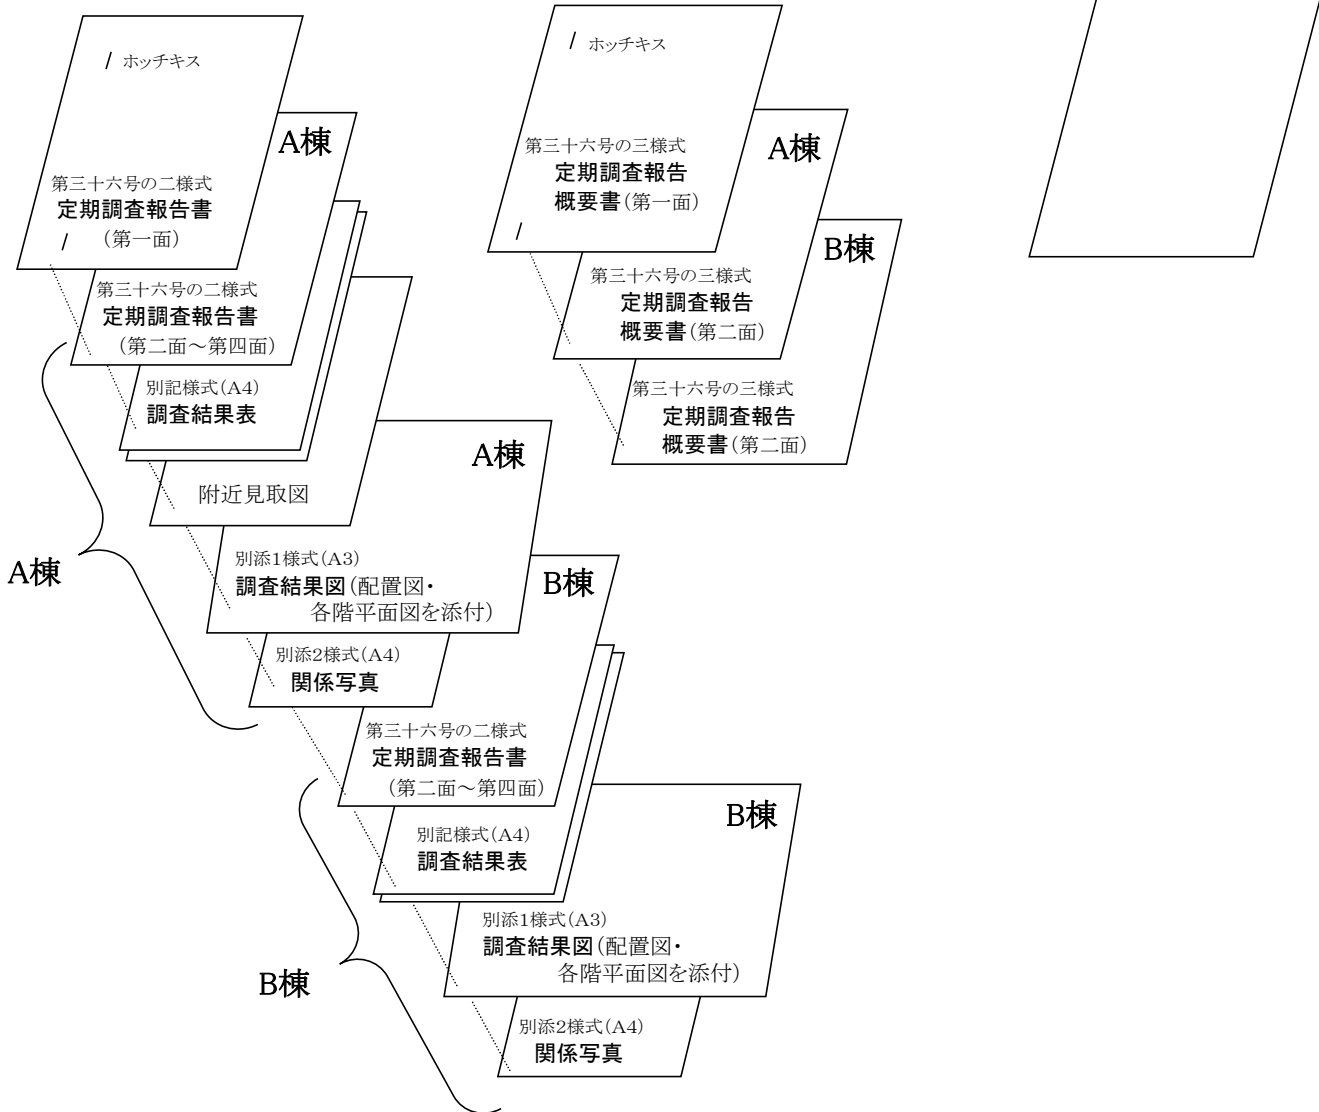 ホッチキス
A棟
第三十六号の二様式
定期調査報告書
（第一面）
第三十六号の二様式
定期調査報告書
（第二面～第四面）
別記様式（A4）
調査結果表
附近見取図
A棟
別添1様式（A3）
調査結果図（配置図・
各階平面図を添付）
A棟
別添2様式（A4）
関係写真
B棟
第三十六号の二様式
定期調査報告書
（第二面～第四面）
別記様式（A4）
調査結果表
B棟
別添1様式（A3）
調査結果図（配置図・
各階平面図を添付）
B棟
別添2様式（A4）
関係写真
ホッチキス
第三十六号の三様式
定期調査報告
概要書（第一面）
A棟
第三十六号の三様式
定期調査報告
概要書（第二面）
B棟
第三十六号の三様式
定期調査報告
概要書（第二面）